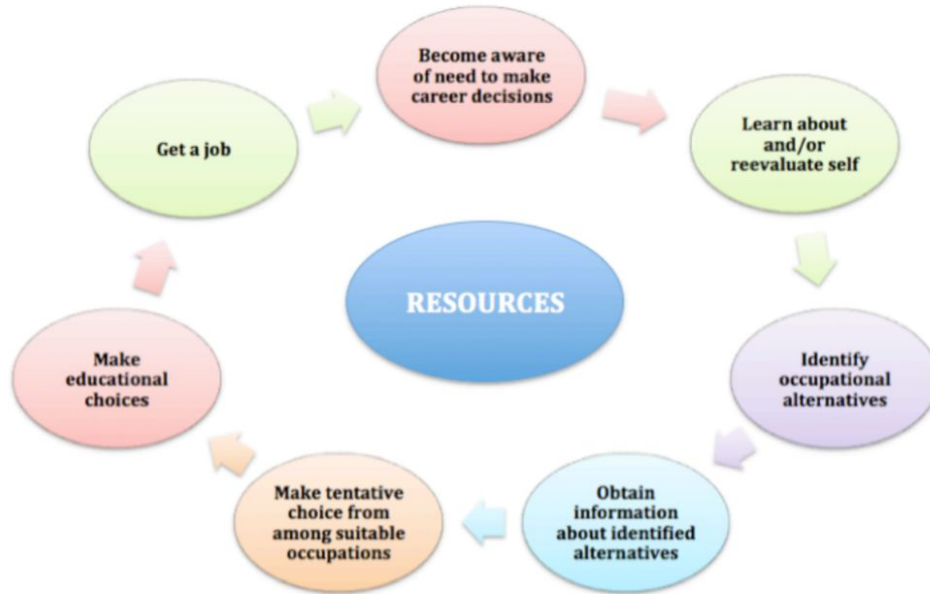 Become aware
of need to make
career decisions
Learn about
and/or
reevaluate self
Identify
occupational
alternatives
Obtain
information
about identified
alternatives
Make tentative
choice from
among suitable
occupations
Make
educational
choices
Get a job
RESOURCES